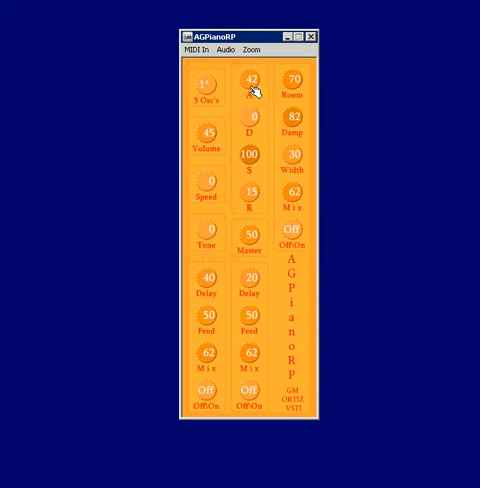 AGPianoRP
MIDI In Audio Zoom
1° 42 70
5 Osc's A Room
0 82
D Damp
45 100 30
Volume S Width
0 15 62
Speed R Mix
0 50 Off
Tone Master Off\On
40 20
Delay Delay
50 50
Feed Feed
62 62
Mix Mix
Off Off
Off\On Off\On
AGPianoRP
GM
ORTIZ
VSTI